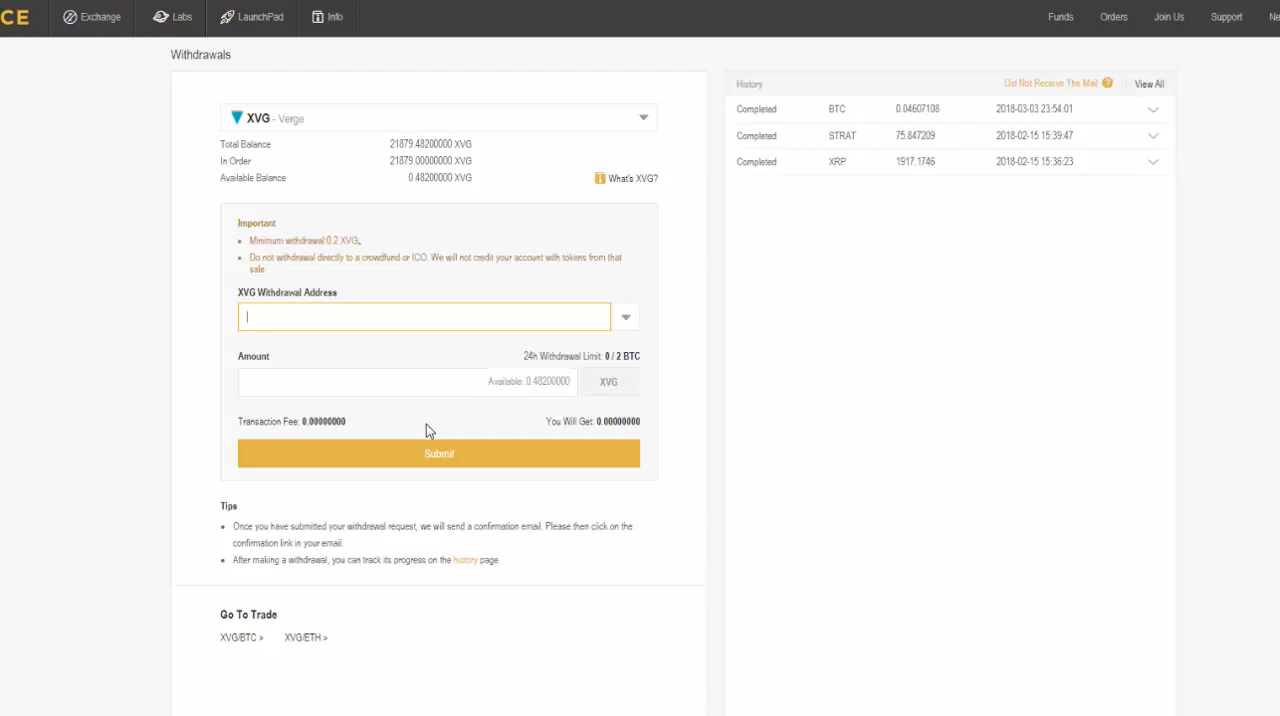 CE Exchange Labs LaunchPad Info Funds Orders Join Us Support Ne
Withdrawals
XVG - Verge
Total Balance 21879.48200000 XVG
In Order 21879.00000000 XVG
Available Balance 0.48200000 XVG
What's XVG?
Important
Minimum withdrawal 0.2 XVG.
Do not withdrawal directly to a crowdfund or ICO. We will not credit your account with tokens from that
sale.
XVG Withdrawal Address
Amount 24h Withdrawal Limit: 0 / 2 BTC
Available: 0.48200000 XVG
Transaction Fee: 0.00000000 You Will Get: 0.00000000
Submit
Tips
Once you have submitted your withdrawal request, we will send a confirmation email. Please then click on the
confirmation link in your email.
After making a withdrawal, you can track its progress on the history page
Go To Trade
XVG/BTC > XVG/ETH >
History Did Not Receive The Mail ? View All
Completed BTC 0.04607108 2018-03-03 23:54:01
Completed STRAT 75.847209 2018-02-15 15:39:47
Completed XRP 1917.1746 2018-02-15 15:36:23